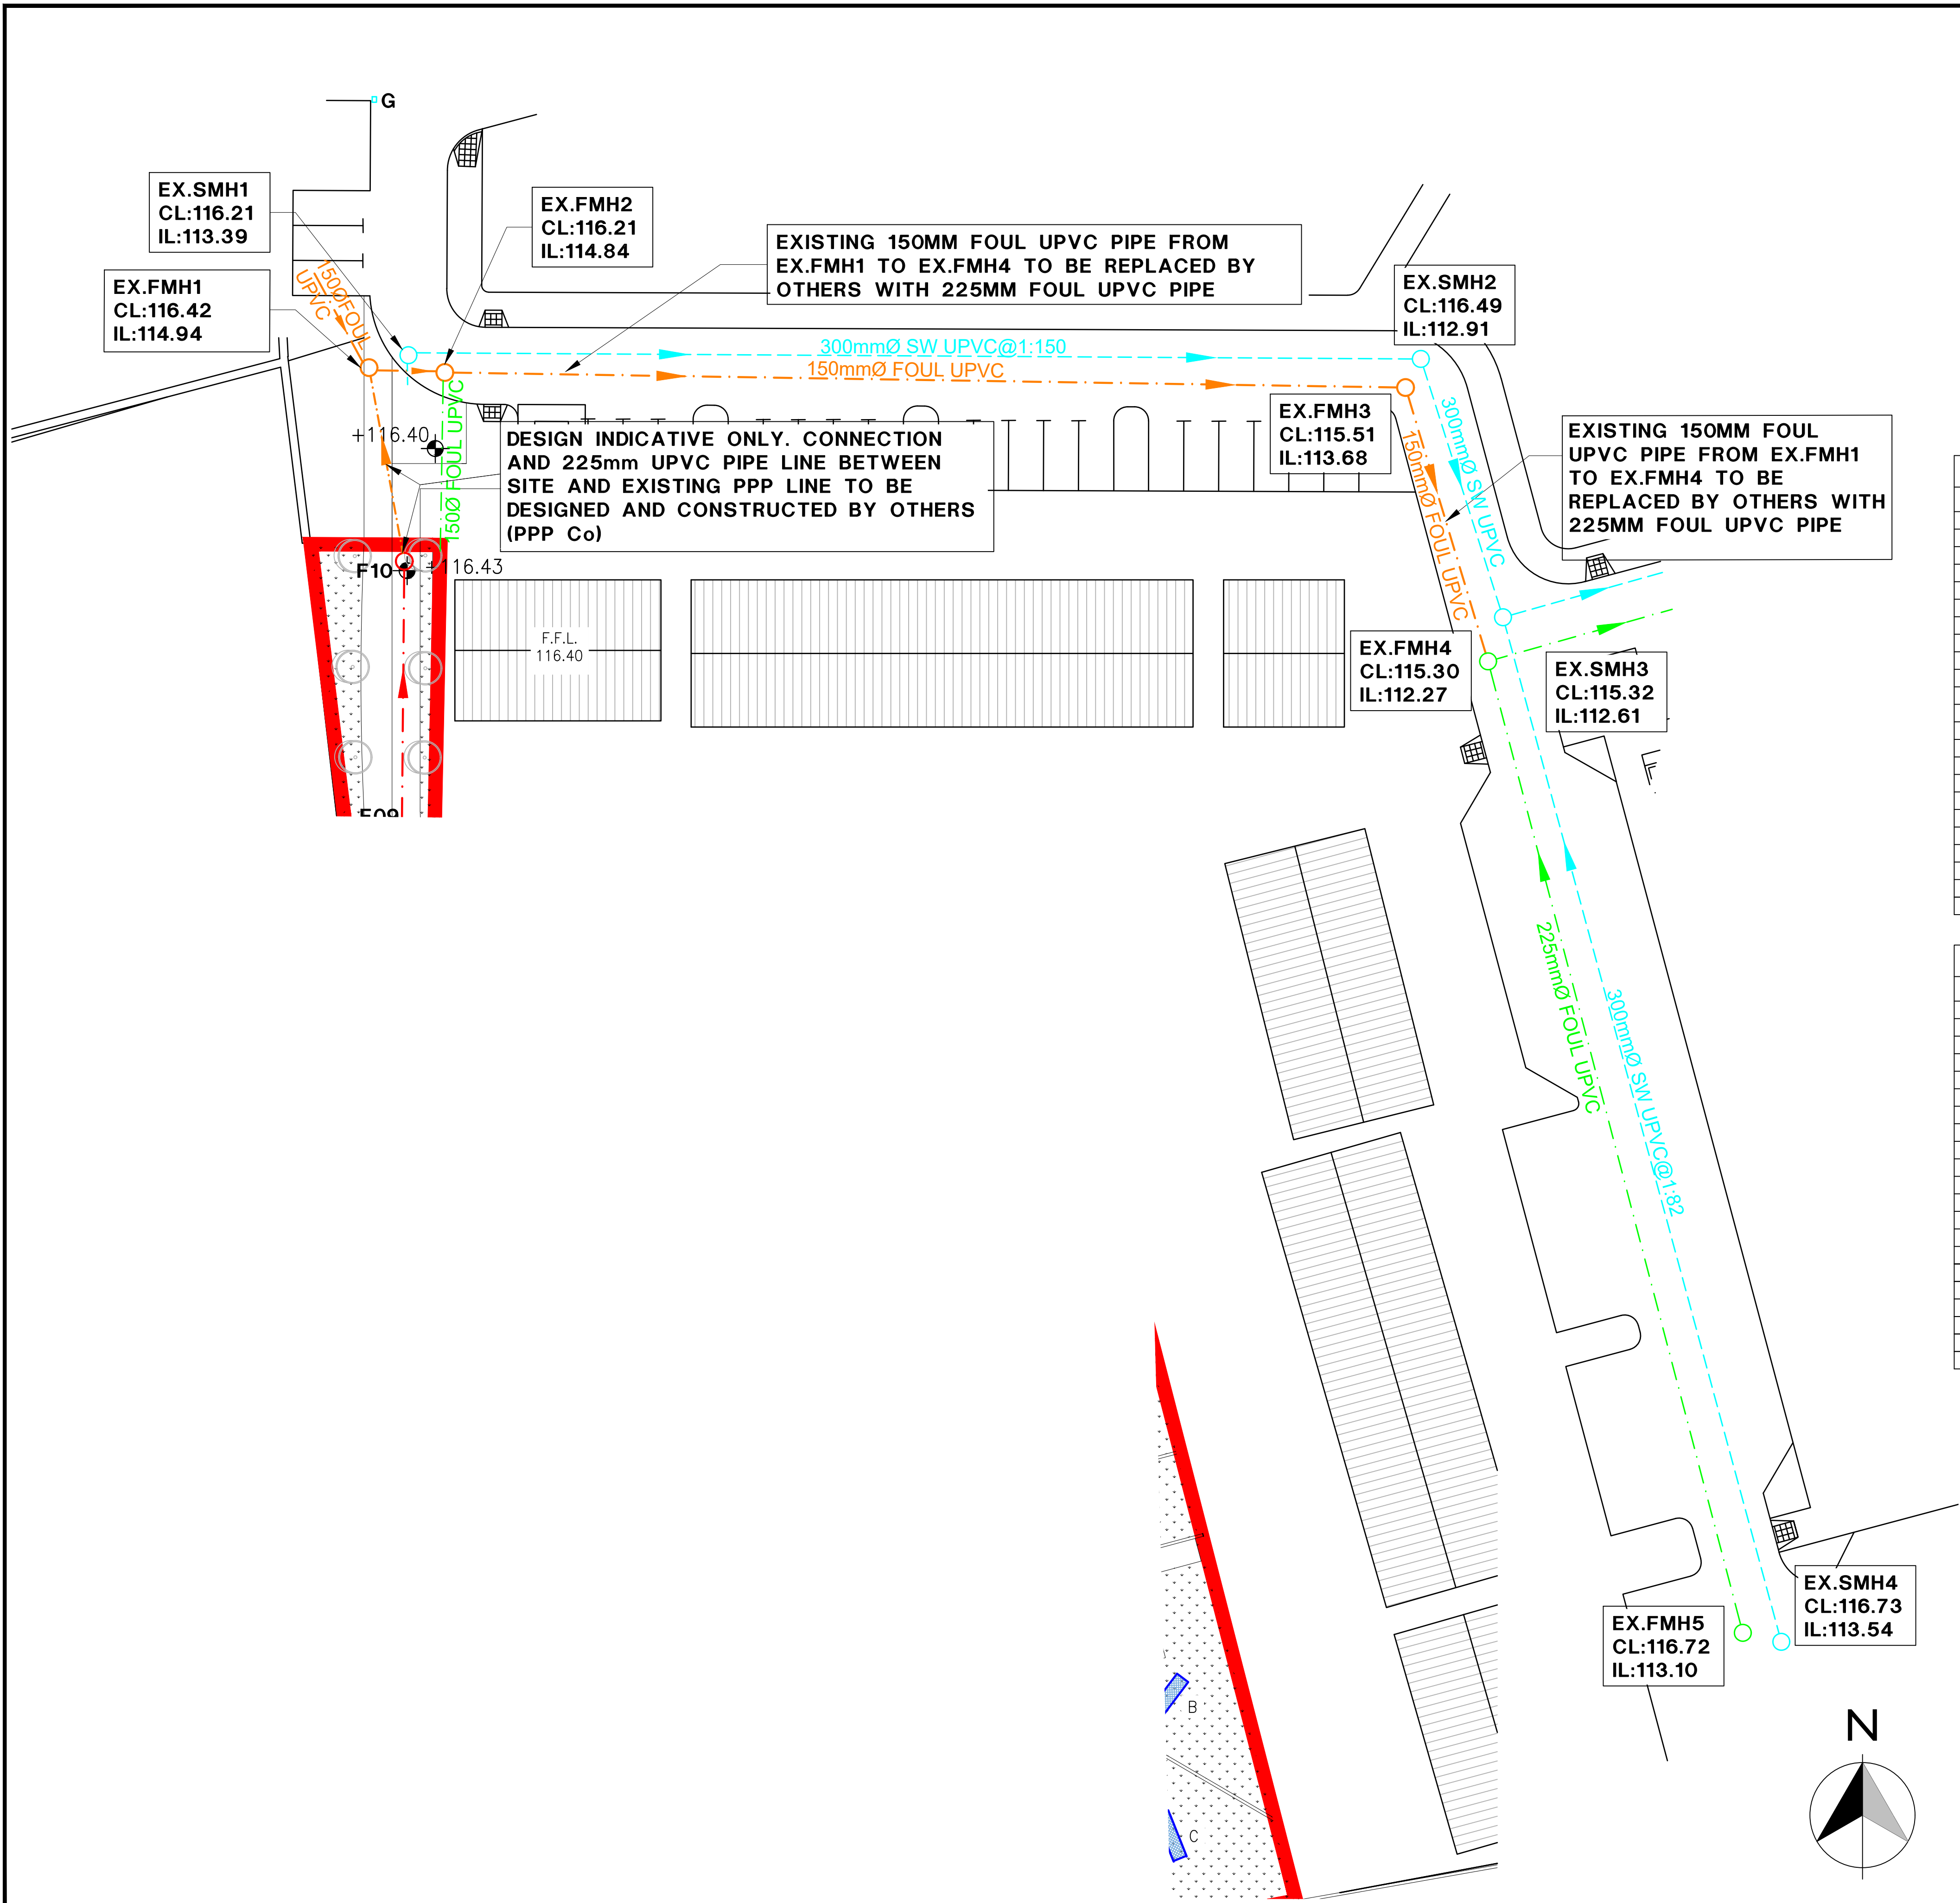 G
EX.SMH1
CL:116.21
IL:113.39
EX.FMH2
CL:116.21
IL:114.84
EXISTING 150MM FOUL UPVC PIPE FROM
EX.FMH1 TO EX.FMH4 TO BE REPLACED BY
OTHERS WITH 225MM FOUL UPVC PIPE
EX.SMH2
CL:116.49
IL:112.91
EX.FMH1
CL:116.42
IL:114.94
150ØFOUL
UPVC
300mmØ SW UPVC@1:150
150mmØ FOUL UPVC
150Ø FOUL UPVC
+116.40
DESIGN INDICATIVE ONLY. CONNECTION
AND 225mm UPVC PIPE LINE BETWEEN
SITE AND EXISTING PPP LINE TO BE
DESIGNED AND CONSTRUCTED BY OTHERS
(PPP Co)
EX.FMH3
CL:115.51
IL:113.68
150mmØ FOUL UPVC
300mmØ SW UPVC
EXISTING 150MM FOUL
UPVC PIPE FROM EX.FMH1
TO EX.FMH4 TO BE
REPLACED BY OTHERS WITH
225MM FOUL UPVC PIPE
F10
116.43
F.F.L.
116.40
EX.FMH4
CL:115.30
IL:112.27
EX.SMH3
CL:115.32
IL:112.61
F09
225mmØ FOUL UPVC
300mmØ SW UPVC@1:82
EX.SMH4
CL:116.73
IL:113.54
EX.FMH5
CL:116.72
IL:113.10
B
C
N